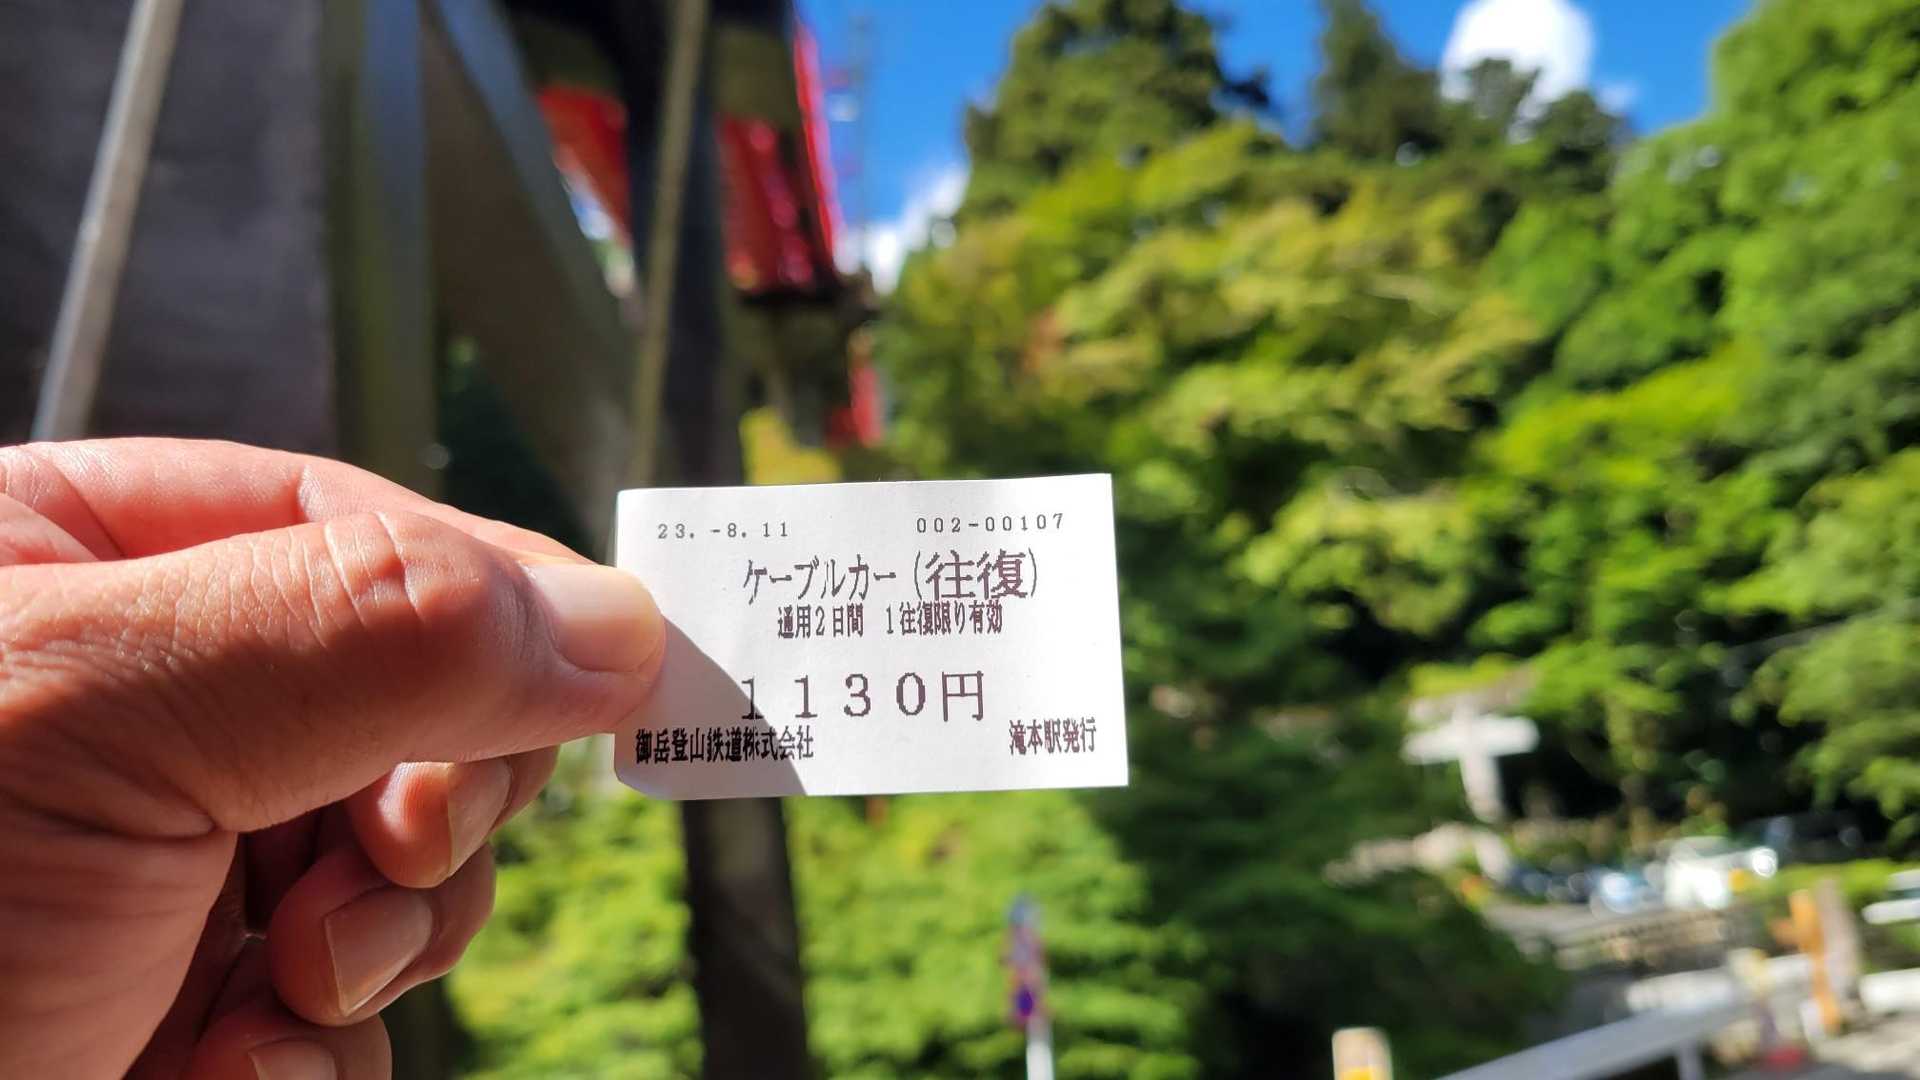 23. -8. 11 002-00107
ケーブルカー (往復)
通用2日間 1往復限り有効
1130円
御岳登山鉄道株式会社 滝本駅発行